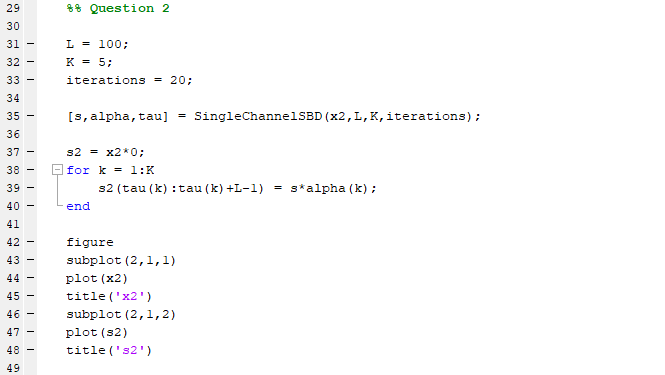 29 %% Question 2
30
31 – L = 100;
32 – K = 5;
33 – iterations = 20;
34
35 – [s,alpha,tau] = SingleChannelSBD(x2,L,K,iterations);
36
37 – s2 = x2*0;
38 – for k = 1:K
39 – s2(tau(k):tau(k)+L-1) = s*alpha(k);
40 – end
41
42 – figure
43 – subplot(2,1,1)
44 – plot(x2)
45 – title('x2')
46 – subplot(2,1,2)
47 – plot(s2)
48 – title('s2')
49